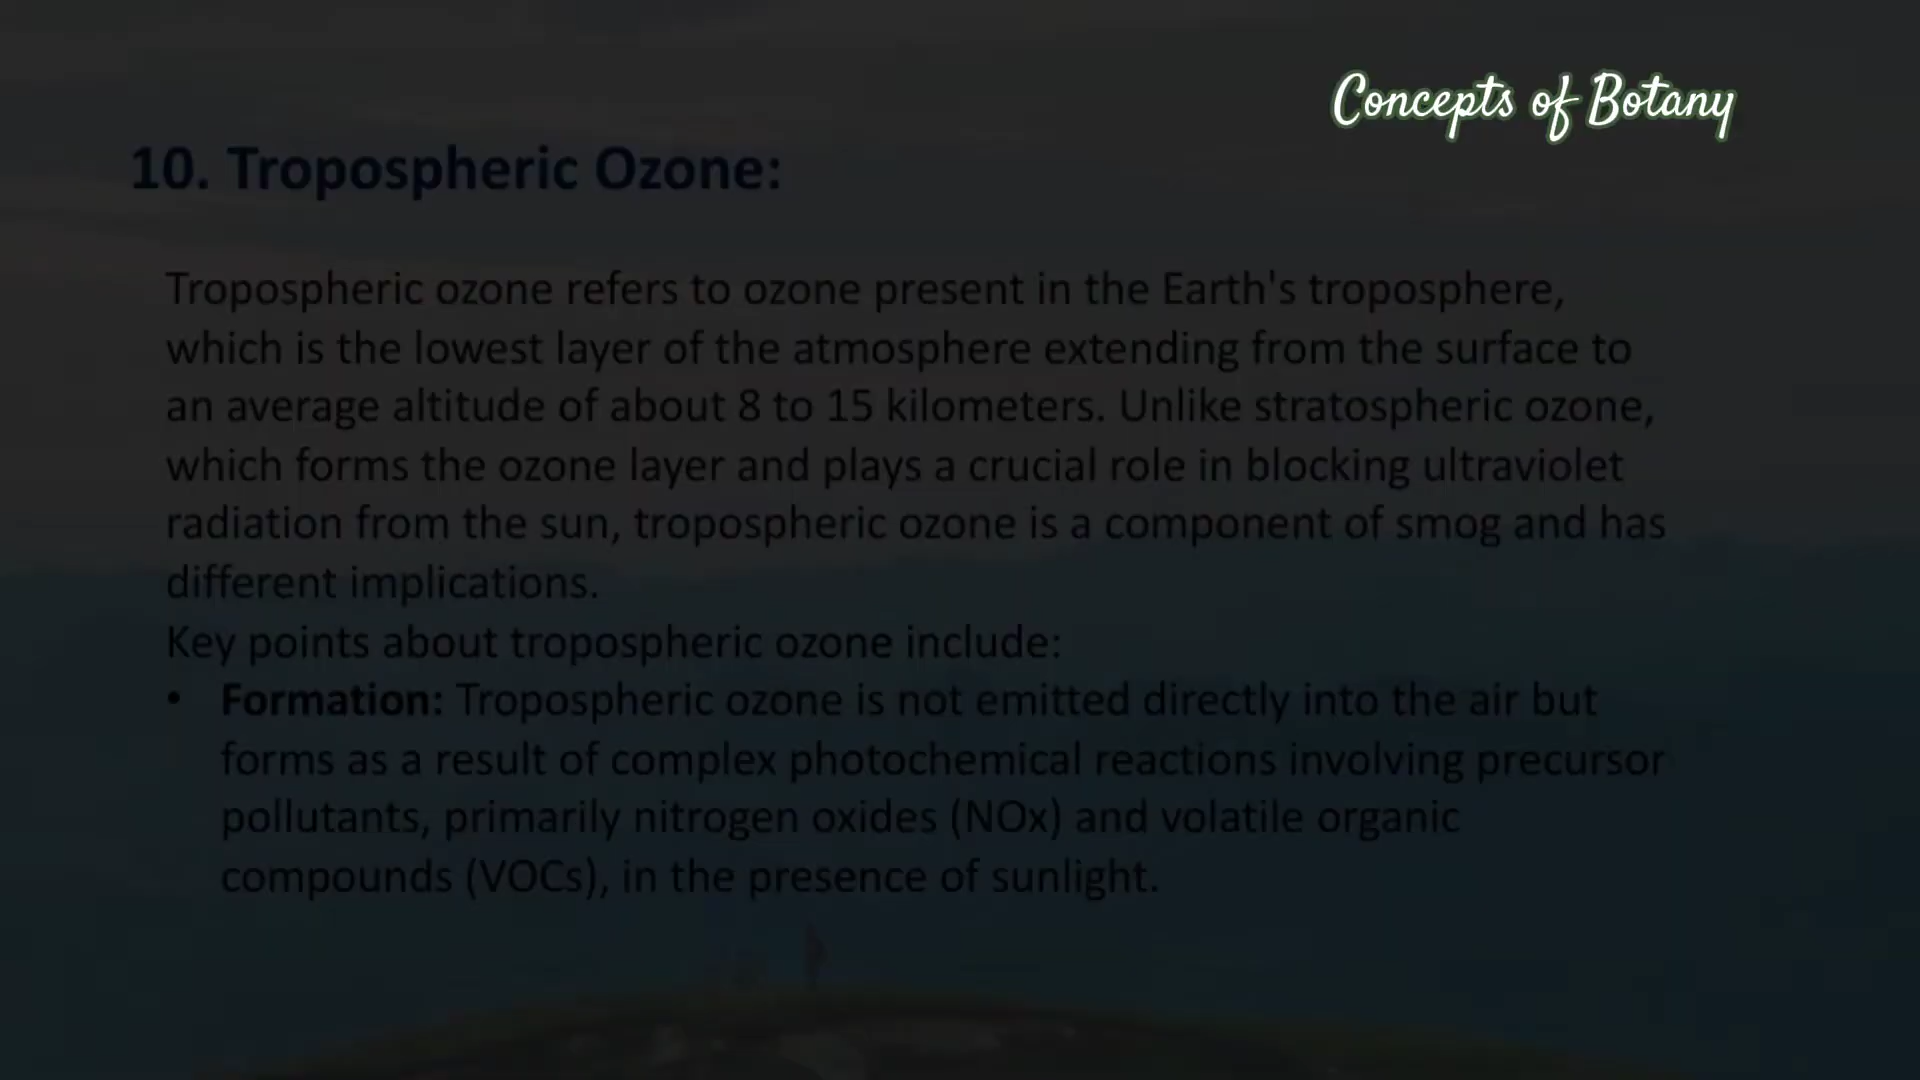 Concepts of Botany
10. Tropospheric Ozone:
Tropospheric ozone refers to ozone present in the Earth's troposphere,
which is the lowest layer of the atmosphere extending from the surface to
an average altitude of about 8 to 15 kilometers. Unlike stratospheric ozone,
which forms the ozone layer and plays a crucial role in blocking ultraviolet
radiation from the sun, tropospheric ozone is a component of smog and has
different implications.
Key points about tropospheric ozone include:
• Formation: Tropospheric ozone is not emitted directly into the air but
forms as a result of complex photochemical reactions involving precursor
pollutants, primarily nitrogen oxides (NOx) and volatile organic
compounds (VOCs), in the presence of sunlight.